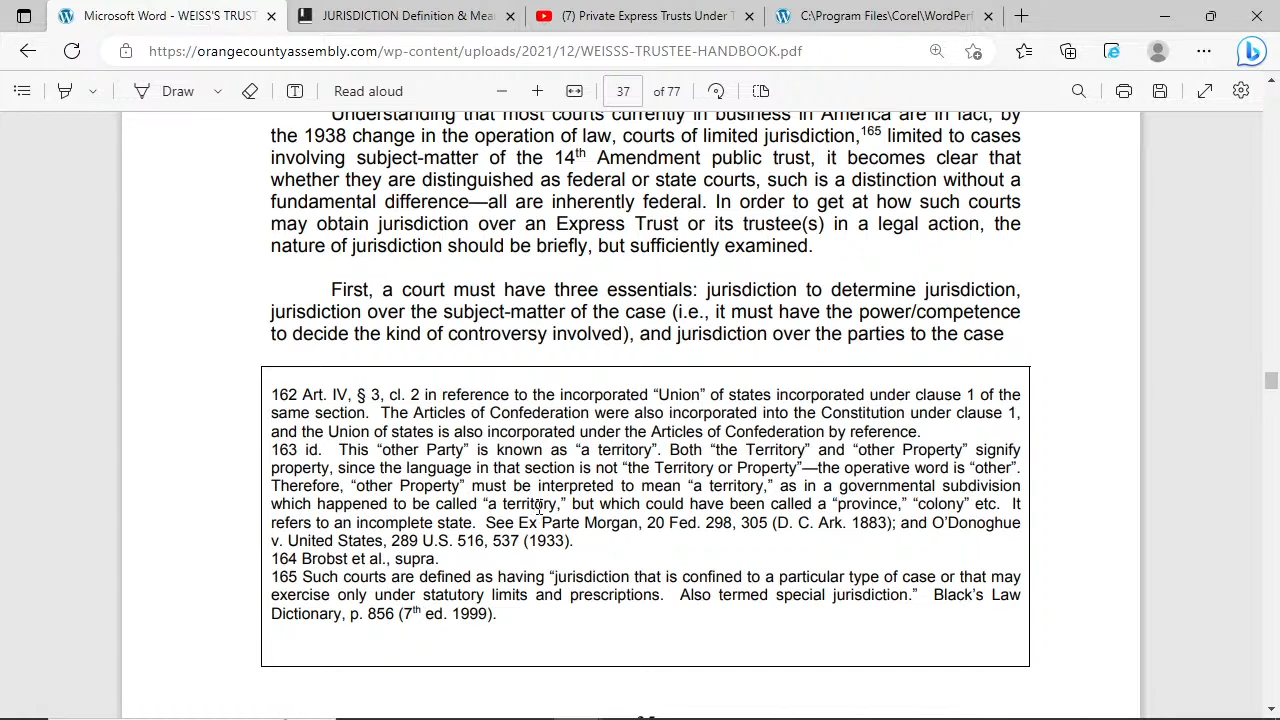 Microsoft Word - WEISS'S TRUST
JURISDICTION Definition & Mea
(7) Private Express Trusts Under T
C:\Program Files\Corel\WordPerf
https://orangecountyassembly.com/wp-content/uploads/2021/12/WEISSS-TRUSTEE-HANDBOOK.pdf
Draw
Read aloud
37 of 77
Understanding that most courts currently in business in America are in fact, by
the 1938 change in the operation of law, courts of limited jurisdiction,165 limited to cases
involving subject-matter of the 14th Amendment public trust, it becomes clear that
whether they are distinguished as federal or state courts, such is a distinction without a
fundamental difference—all are inherently federal. In order to get at how such courts
may obtain jurisdiction over an Express Trust or its trustee(s) in a legal action, the
nature of jurisdiction should be briefly, but sufficiently examined.
First, a court must have three essentials: jurisdiction to determine jurisdiction,
jurisdiction over the subject-matter of the case (i.e., it must have the power/competence
to decide the kind of controversy involved), and jurisdiction over the parties to the case
162 Art. IV, § 3, cl. 2 in reference to the incorporated “Union” of states incorporated under clause 1 of the
same section. The Articles of Confederation were also incorporated into the Constitution under clause 1,
and the Union of states is also incorporated under the Articles of Confederation by reference.
163 id. This “other Party” is known as “a territory”. Both “the Territory” and “other Property” signify
property, since the language in that section is not “the Territory or Property”—the operative word is “other”.
Therefore, “other Property” must be interpreted to mean “a territory,” as in a governmental subdivision
which happened to be called “a territory,” but which could have been called a “province,” “colony” etc. It
refers to an incomplete state. See Ex Parte Morgan, 20 Fed. 298, 305 (D. C. Ark. 1883); and O’Donoghue
v. United States, 289 U.S. 516, 537 (1933).
164 Brobst et al., supra.
165 Such courts are defined as having “jurisdiction that is confined to a particular type of case or that may
exercise only under statutory limits and prescriptions. Also termed special jurisdiction.” Black’s Law
Dictionary, p. 856 (7th ed. 1999).